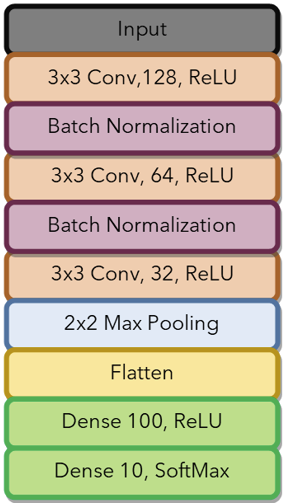 Input
3x3 Conv,128, ReLU
Batch Normalization
3x3 Conv, 64, ReLU
Batch Normalization
3x3 Conv, 32, ReLU
2x2 Max Pooling
Flatten
Dense 100, ReLU
Dense 10, SoftMax